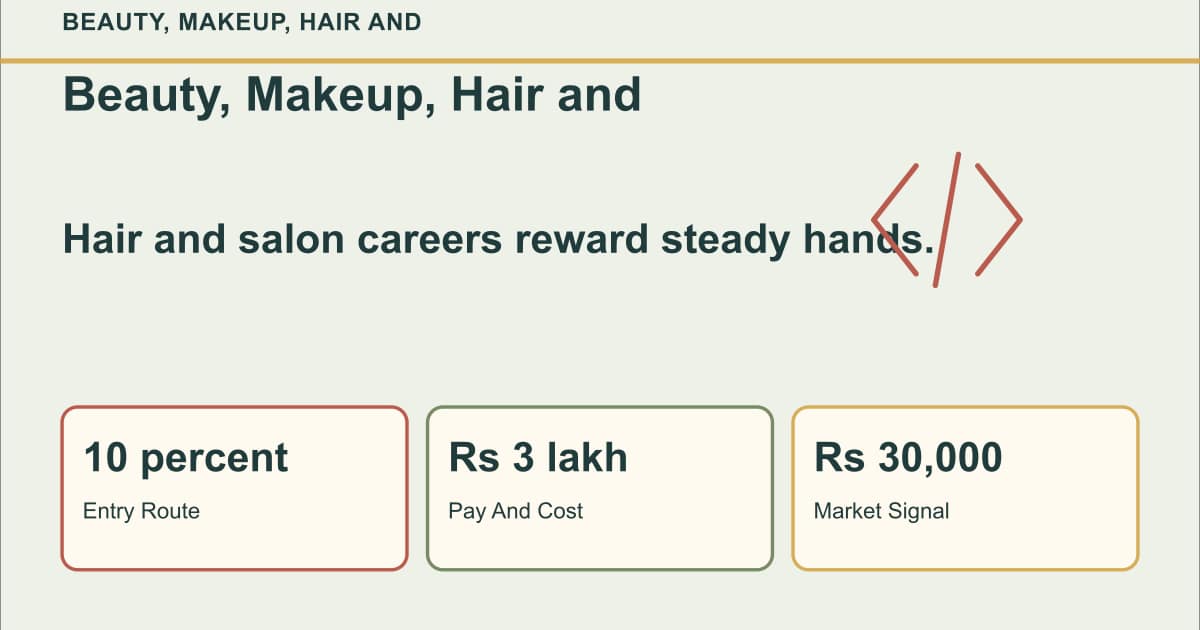 BEAUTY, MAKEUP, HAIR AND
Beauty, Makeup, Hair and
Hair and salon careers reward steady hands.
10 percent
Entry Route
Rs 3 lakh
Pay And Cost
Rs 30,000
Market Signal